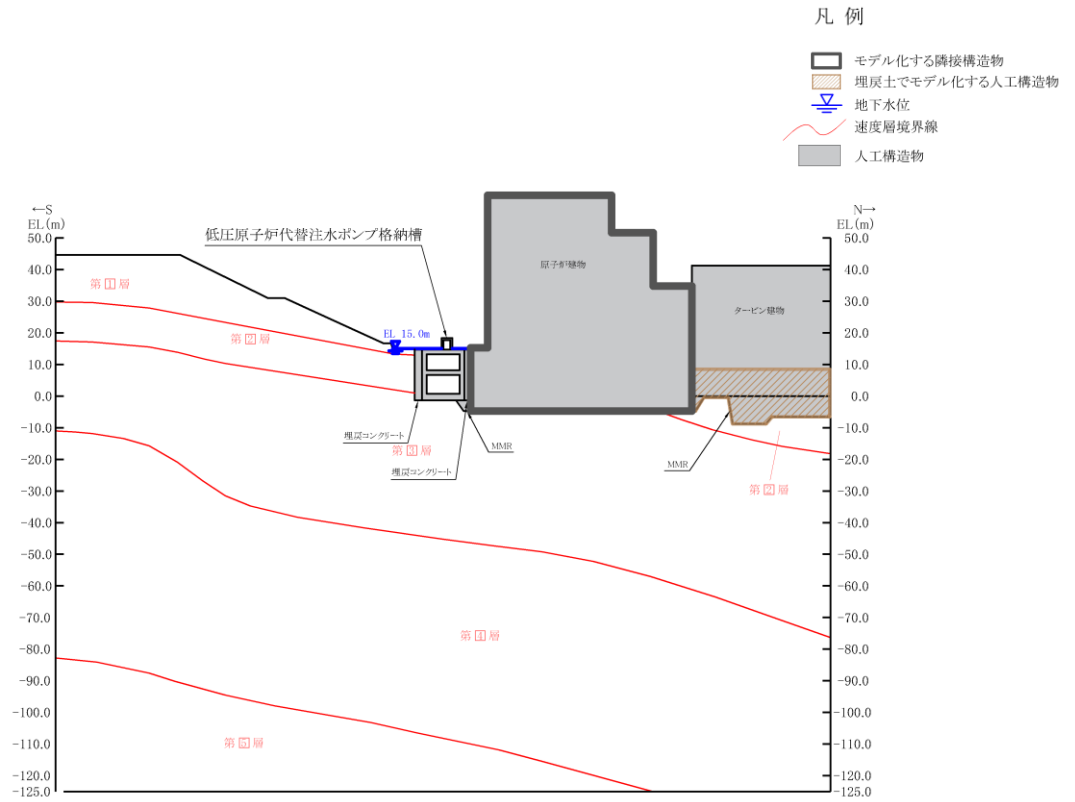 凡 例
モデル化する隣接構造物
埋戻土でモデル化する人工構造物
地下水位
速度層境界線
人工構造物
←S
EL(m)
N→
EL(m)
低圧原子炉代替注水ポンプ格納槽
50.0
40.0
30.0
20.0
10.0
0.0
-10.0
-20.0
-30.0
-40.0
-50.0
-60.0
-70.0
-80.0
-90.0
-100.0
-110.0
-120.0
-125.0
第1層
第2層
EL 15.0m
原子炉建物
タービン建物
埋戻コンクリート
第3層
埋戻コンクリート
MMR
MMR
第2層
第4層
第5層
50.0
40.0
30.0
20.0
10.0
0.0
-10.0
-20.0
-30.0
-40.0
-50.0
-60.0
-70.0
-80.0
-90.0
-100.0
-110.0
-120.0
-125.0